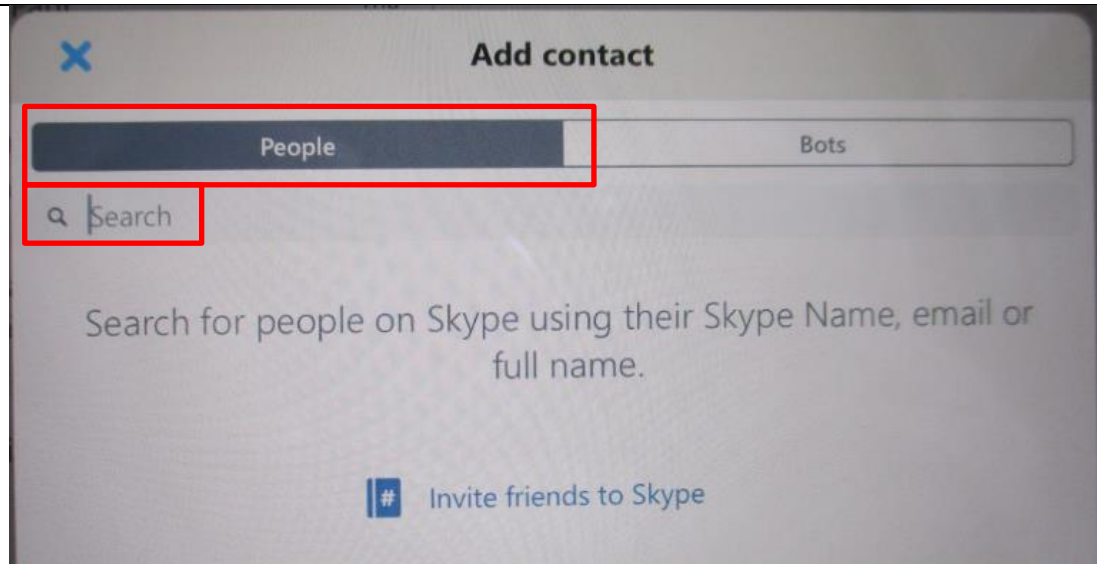 Add contact
People
Bots
Search
Search for people on Skype using their Skype Name, email or
full name.
# Invite friends to Skype